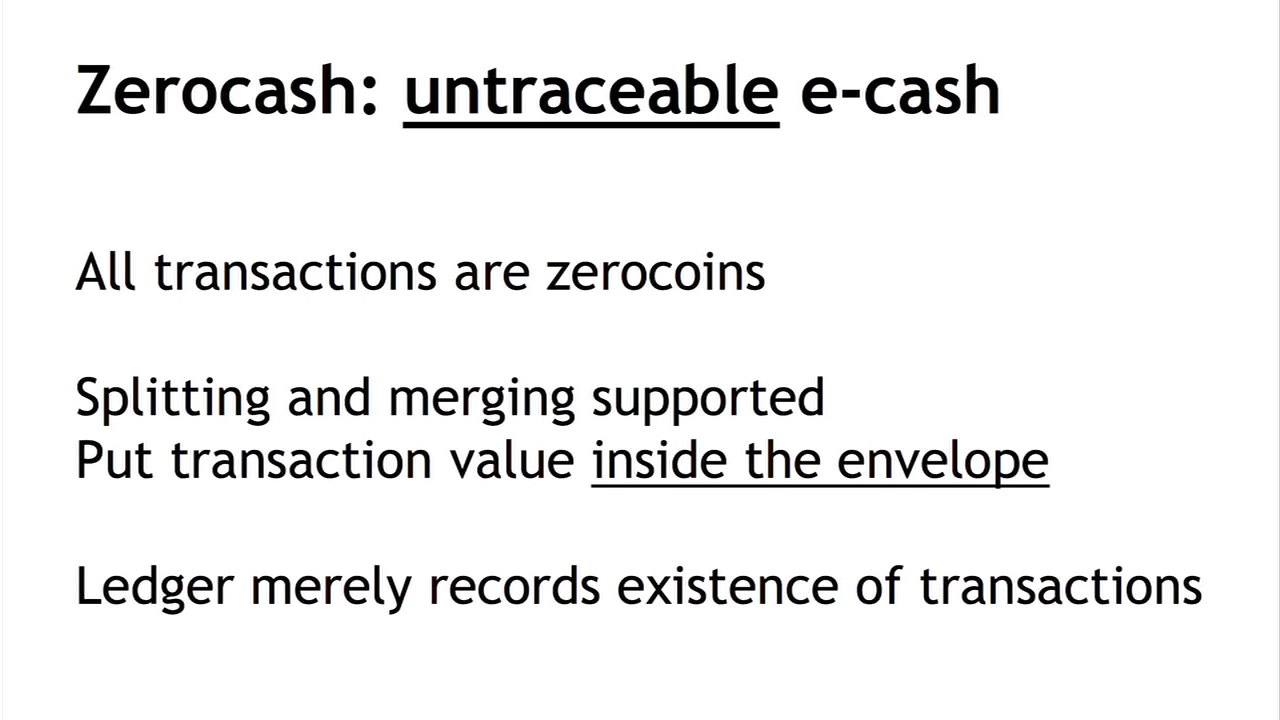 Zerocash: untraceable e-cash
All transactions are zerocoins
Splitting and merging supported
Put transaction value inside the envelope
Ledger merely records existence of transactions